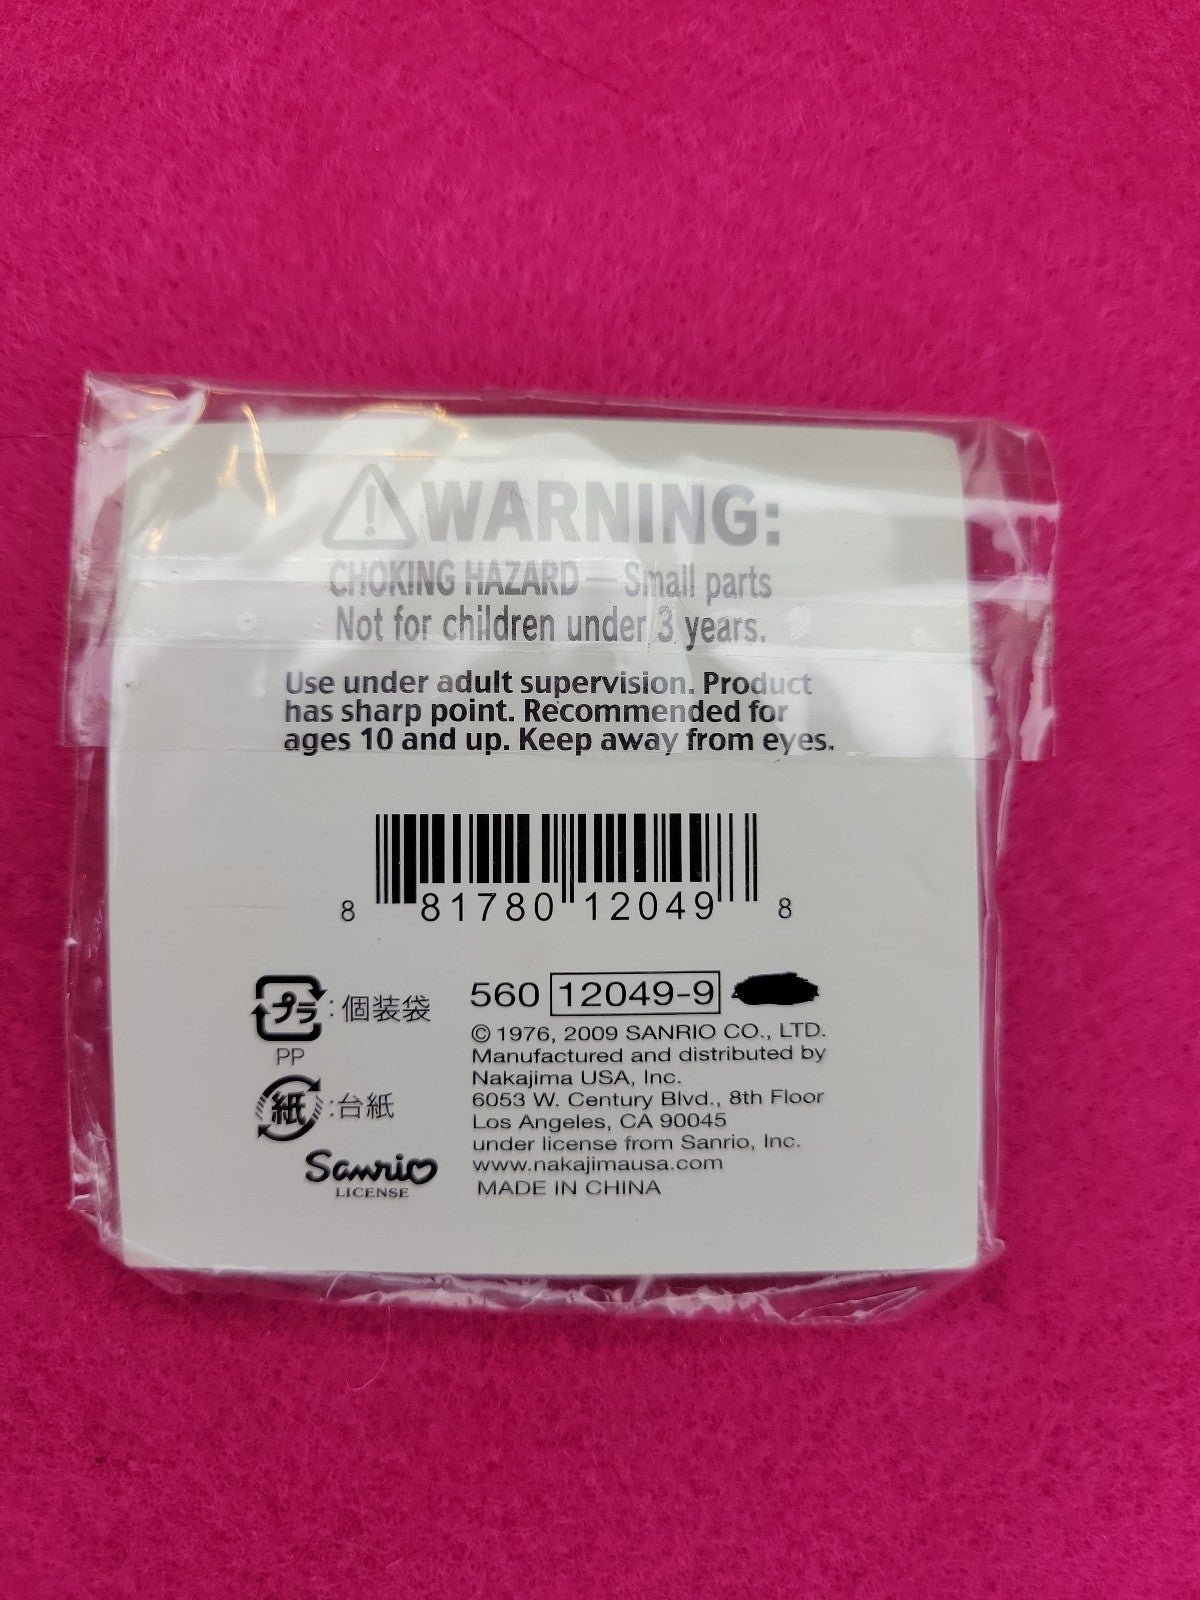 WARNING:
CHOKING HAZARD — Small parts
Not for children under 3 years.
Use under adult supervision. Product
has sharp point. Recommended for
ages 10 and up. Keep away from eyes.
8 81780 12049 8
プラ:個装袋
PP
紙:台紙
Sanrio
LICENSE
560 12049-9
© 1976, 2009 SANRIO CO., LTD.
Manufactured and distributed by
Nakajima USA, Inc.
6053 W. Century Blvd., 8th Floor
Los Angeles, CA 90045
under license from Sanrio, Inc.
www.nakajimausa.com
MADE IN CHINA